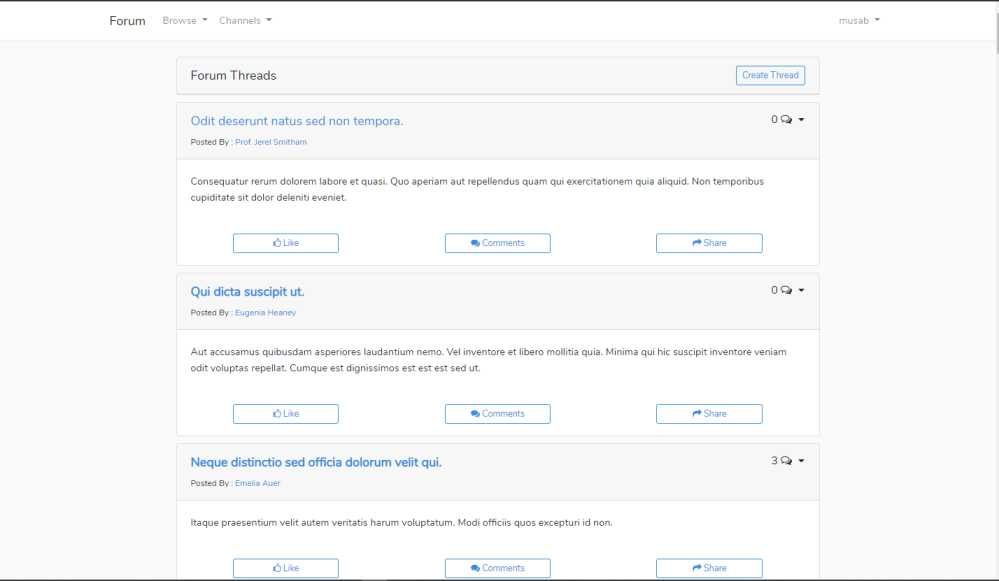 Forum Browse Channels musab
Forum Threads Create Thread
Odit deserunt natus sed non tempora. 0
Posted By : Prof. Jerel Smitham
Consequatur rerum dolorem labore et quasi. Quo aperiam aut repellendus quam qui exercitationem quia aliquid. Non temporibus
cupiditate sit dolor deleniti eveniet.
Like Comments Share
Qui dicta suscipit ut. 0
Posted By : Eugenia Heaney
Aut accusamus quibusdam asperiores laudantium nemo. Vel inventore et libero mollitia quia. Minima qui hic suscipit inventore veniam
odit voluptas repellat. Cumque est dignissimos est est est sed ut.
Like Comments Share
Neque distinctio sed officia dolorum velit qui. 3
Posted By : Emelia Auer
Itaque praesentium velit autem veritatis harum voluptatum. Modi officiis quos excepturi id non.
Like Comments Share